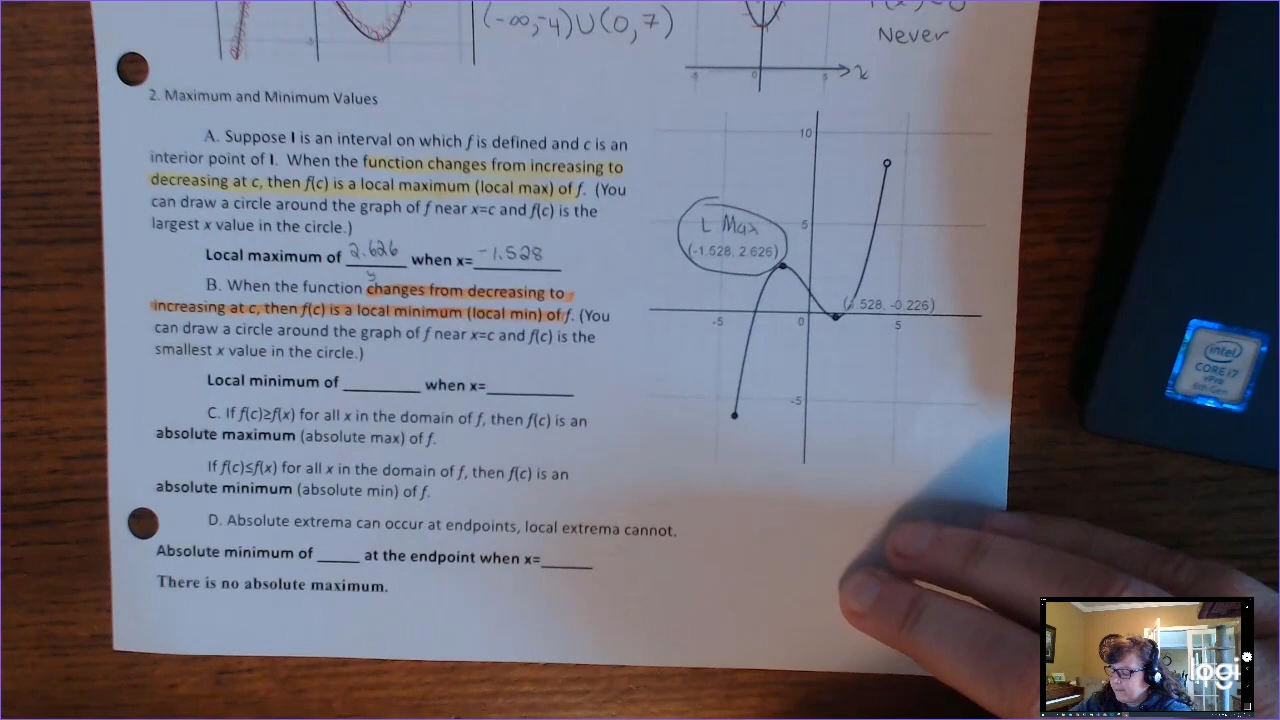 (-∞,-4)∪(0,7)
Never
x
2. Maximum and Minimum Values
A. Suppose I is an interval on which f is defined and c is an
interior point of I. When the function changes from increasing to
decreasing at c, then f(c) is a local maximum (local max) of f. (You
can draw a circle around the graph of f near x=c and f(c) is the
largest x value in the circle.)
Local maximum of 2.626 when x= -1.528
y
B. When the function changes from decreasing to
increasing at c, then f(c) is a local minimum (local min) of f. (You
can draw a circle around the graph of f near x=c and f(c) is the
smallest x value in the circle.)
Local minimum of ________ when x=_________
C. If f(c)≥f(x) for all x in the domain of f, then f(c) is an
absolute maximum (absolute max) of f.
If f(c)≤f(x) for all x in the domain of f, then f(c) is an
absolute minimum (absolute min) of f.
D. Absolute extrema can occur at endpoints, local extrema cannot.
Absolute minimum of _____ at the endpoint when x=______
There is no absolute maximum.
10
5
L Max
(-1.528, 2.626)
528, -0.226)
-5
0
5
-5
intel
CORE i7
vPro
6th Gen
logi